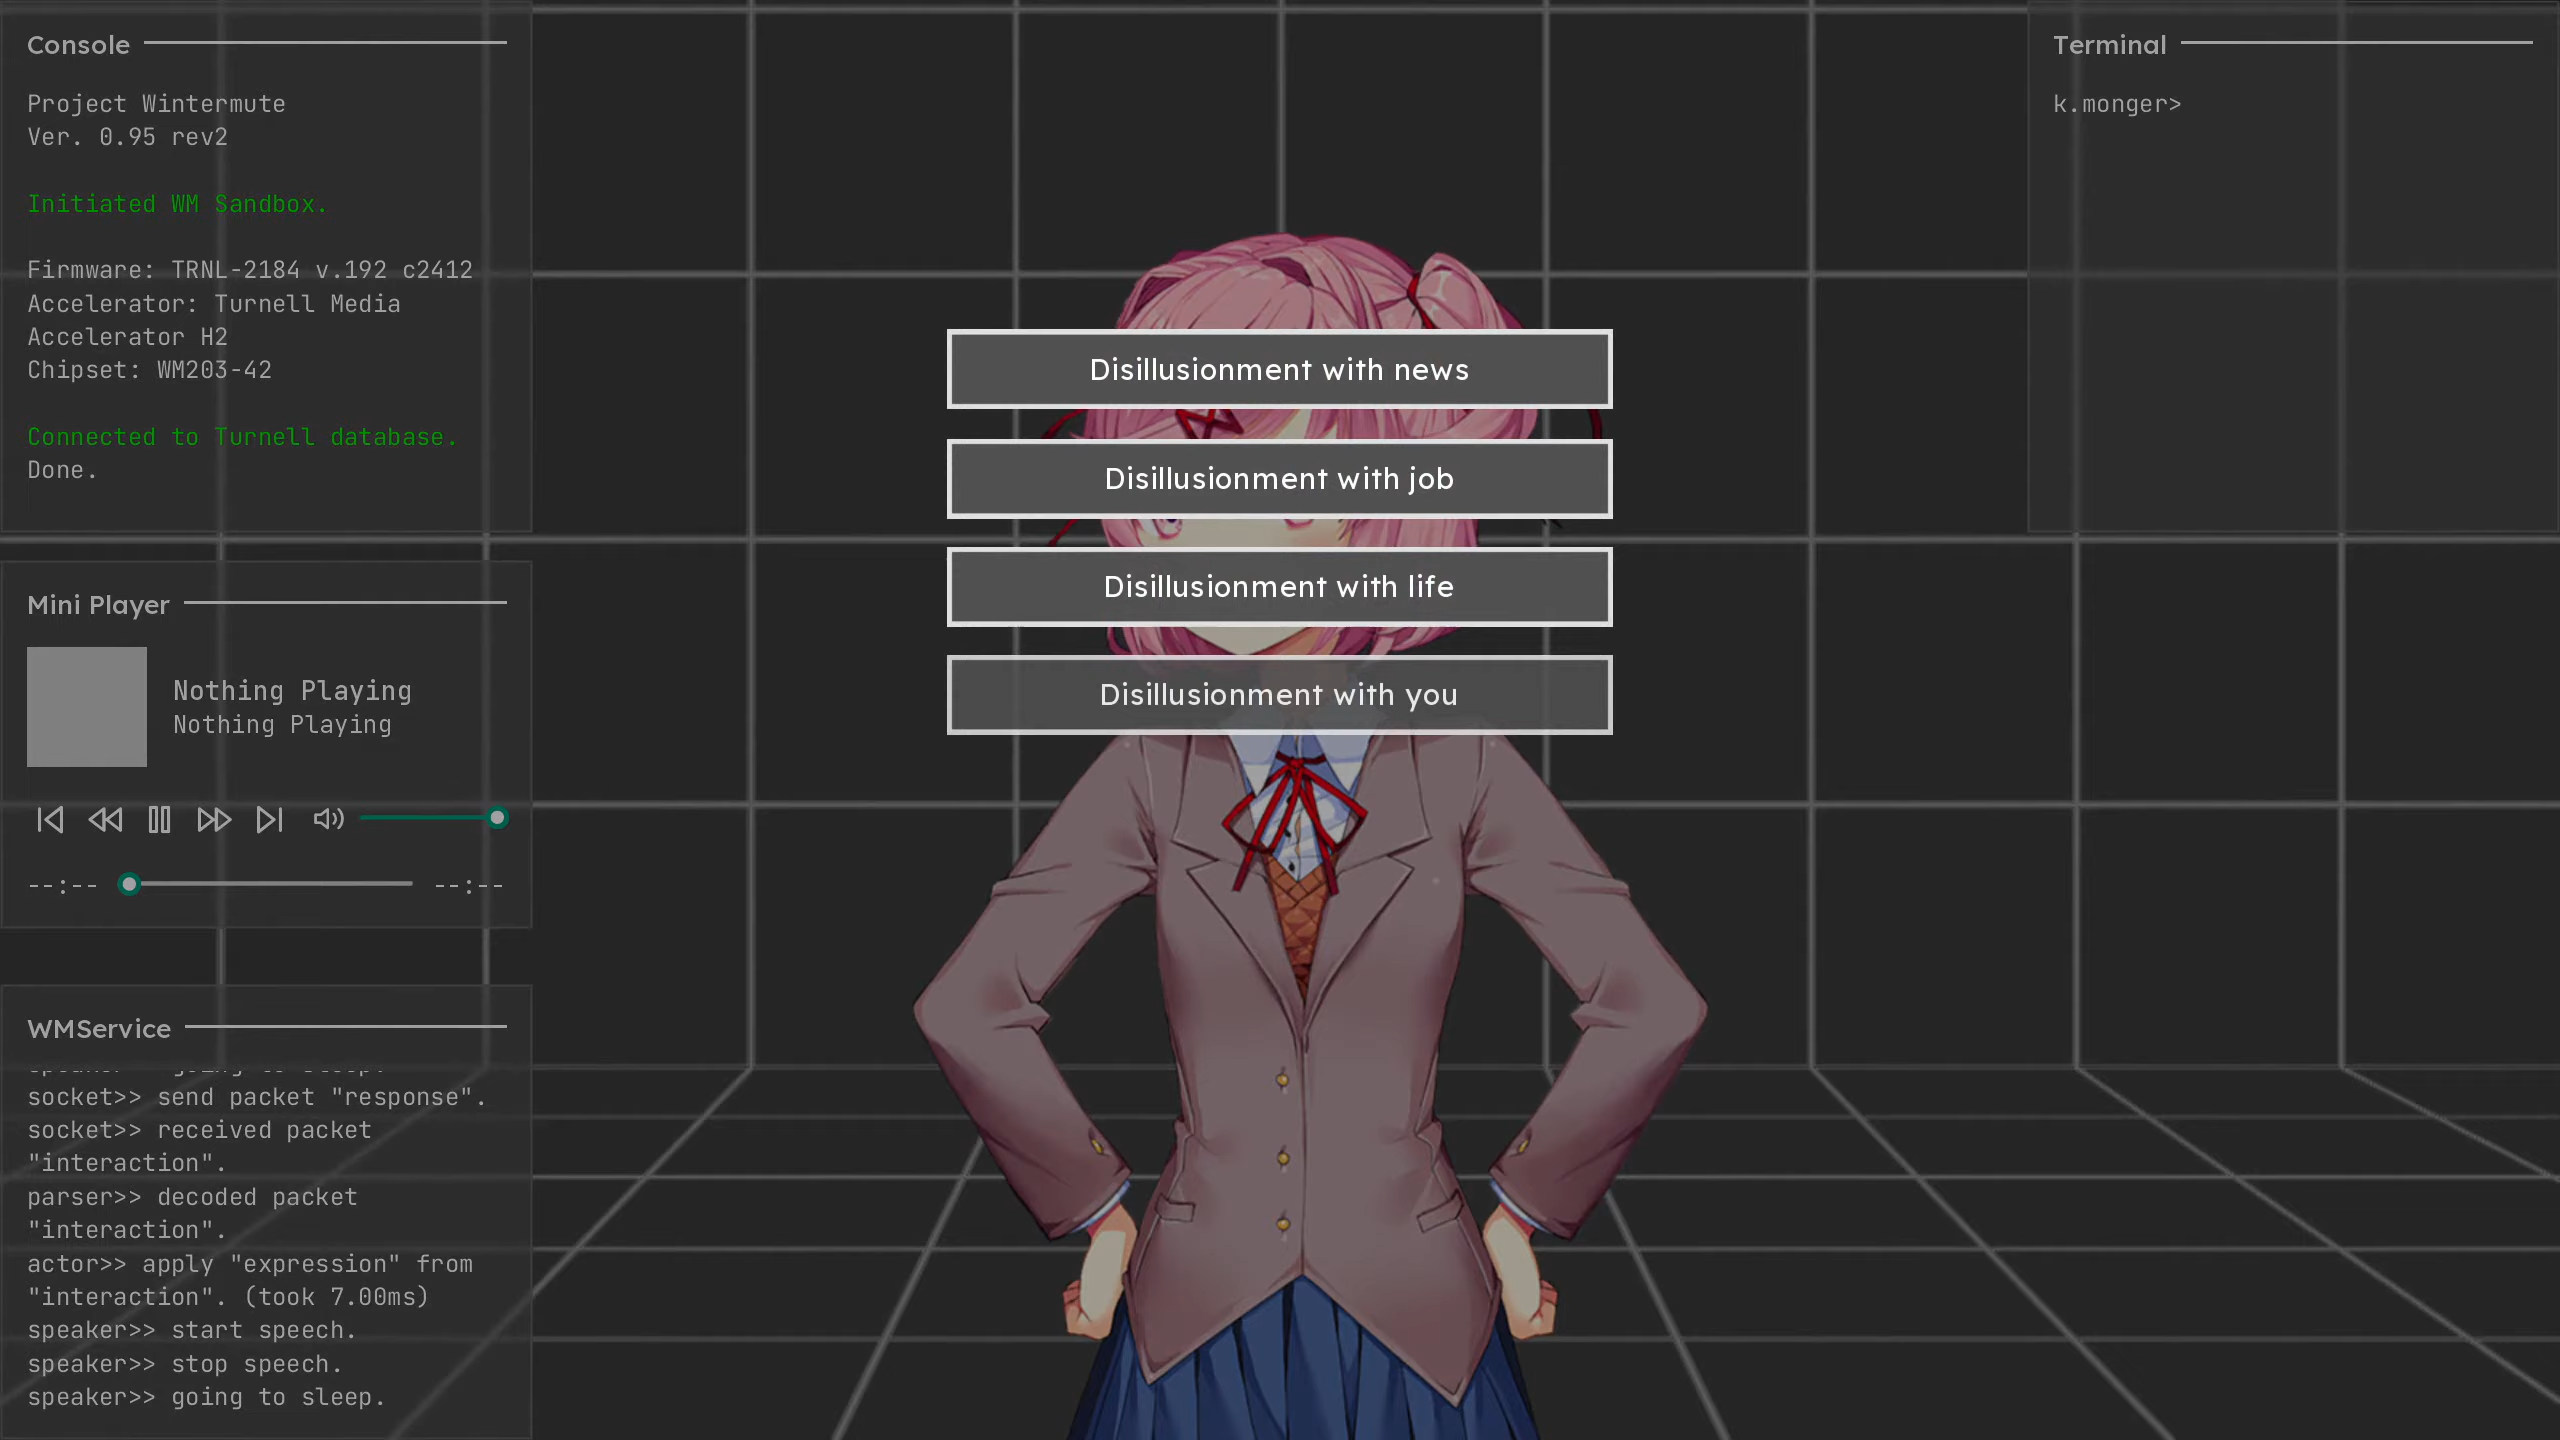 Console
Project Wintermute
Ver. 0.95 rev2
Initiated WM Sandbox.
Firmware: TRNL-2184 v.192 c2412
Accelerator: Turnell Media
Accelerator H2
Chipset: WM203-42
Connected to Turnell database.
Done.
Mini Player
Nothing Playing
Nothing Playing
--:-- --:--
WMService
socket>> send packet "response".
socket>> received packet
"interaction".
parser>> decoded packet
"interaction".
actor>> apply "expression" from
"interaction". (took 7.00ms)
speaker>> start speech.
speaker>> stop speech.
speaker>> going to sleep.
Disillusionment with news
Disillusionment with job
Disillusionment with life
Disillusionment with you
Terminal
k.monger>